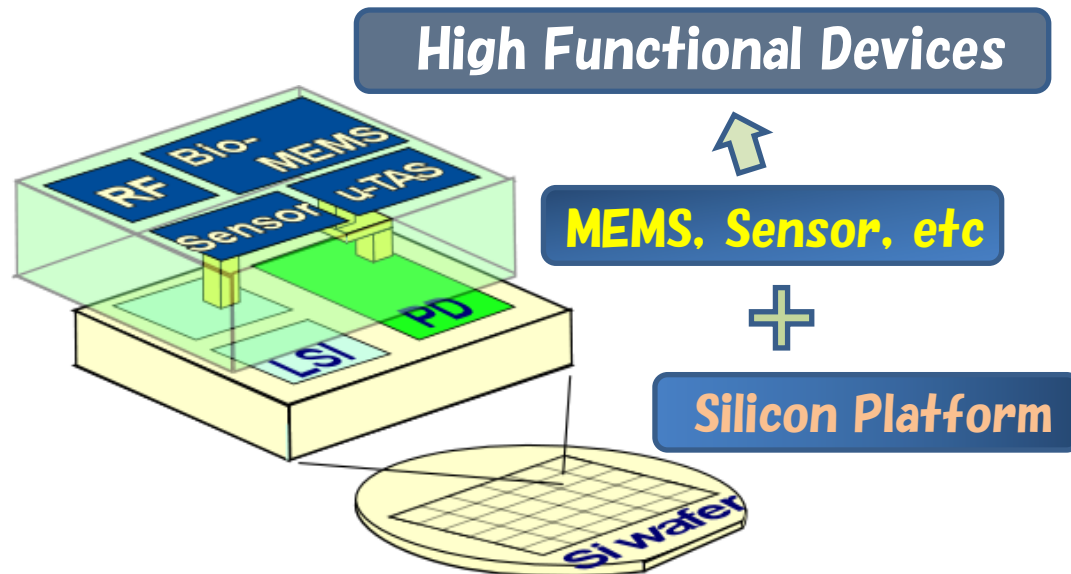 High Functional Devices
Bio-
MEMS
RF
u-TAS
Sensor
MEMS, Sensor, etc
PD
LSI
Silicon Platform
Si wafer